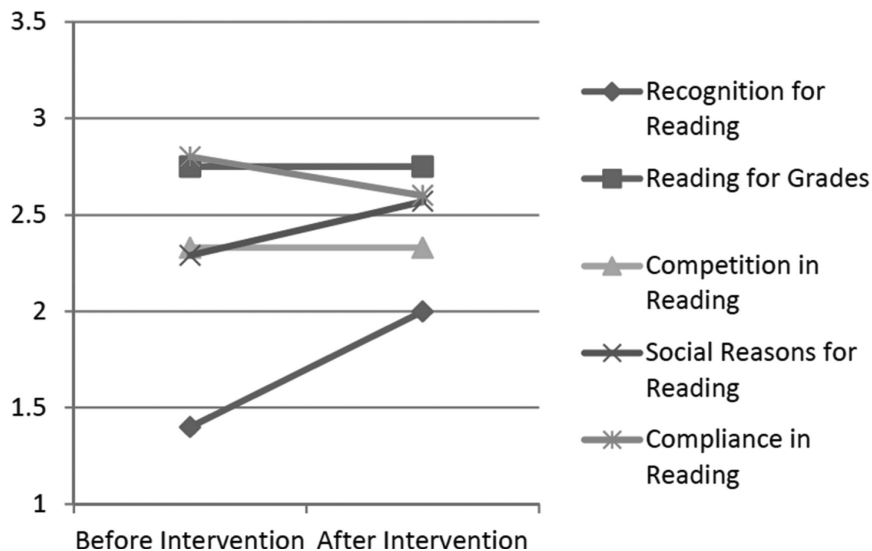 3.5
3
2.5
2
1.5
1
Before Intervention
After Intervention
Recognition for
Reading
Reading for Grades
Competition in
Reading
Social Reasons for
Reading
Compliance in
Reading